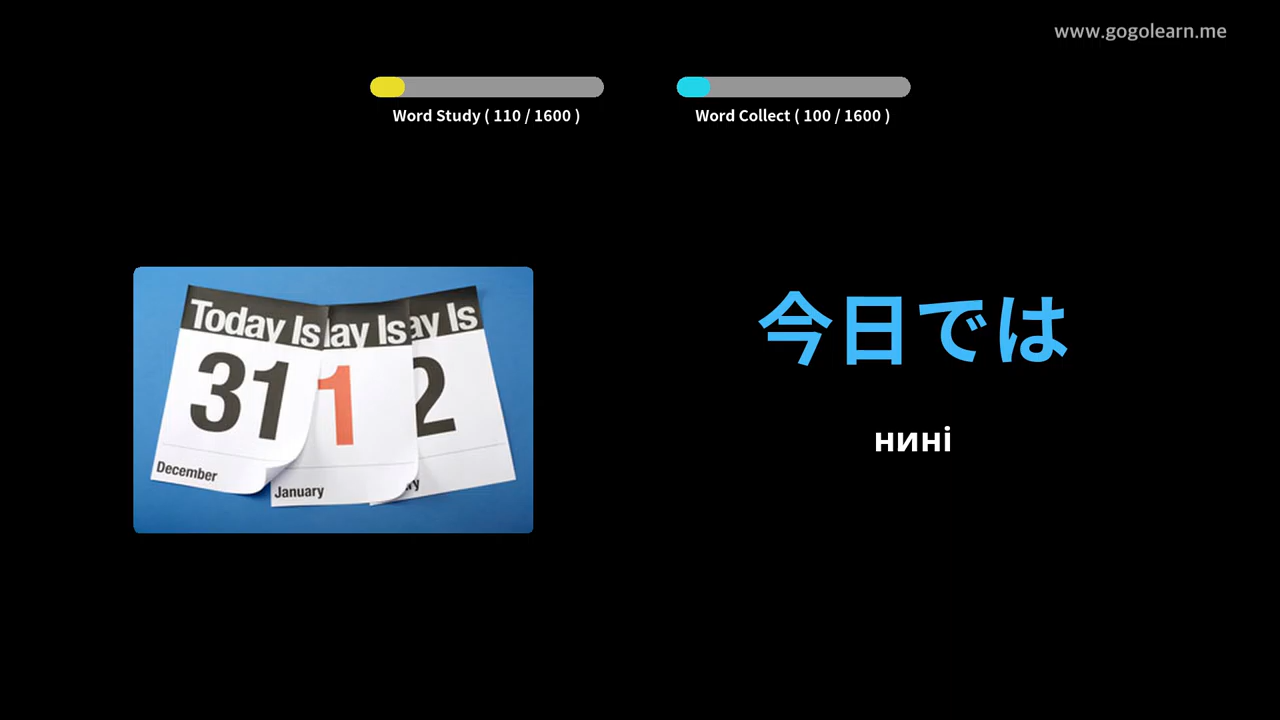 www.gogolearn.me
Word Study ( 110 / 1600 )
Word Collect ( 100 / 1600 )
Today Is
ay Is
ay Is
31
1
2
December
January
ry
今日では
нині